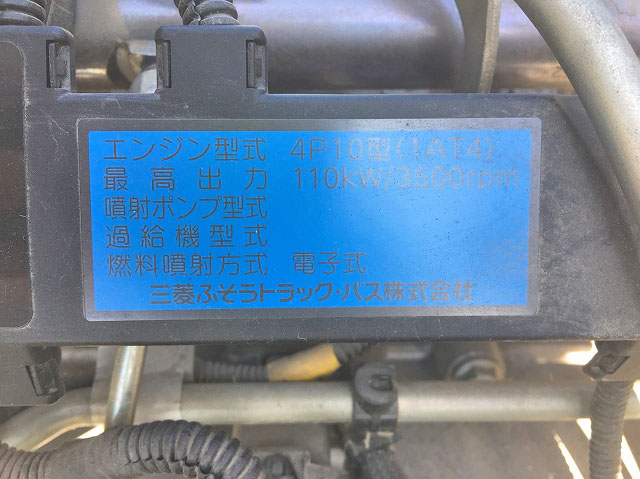 エンジン型式 4P10型(1AT4)
最高出力 110kW/3500rpm
噴射ポンプ型式
過給機型式
燃料噴射方式 電子式
三菱ふそうトラック・バス株式会社